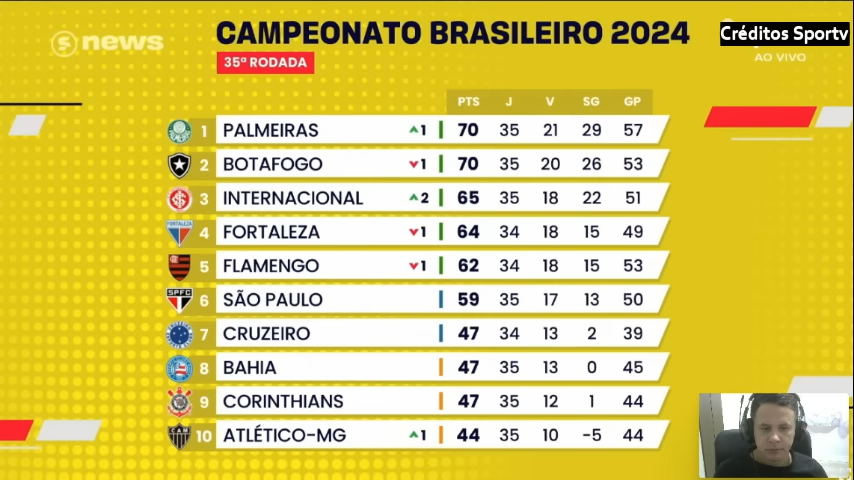 news
CAMPEONATO BRASILEIRO 2024
Créditos Sportv
AO VIVO
35ª RODADA
PTS J V SG GP
1 PALMEIRAS 1 70 35 21 29 57
2 BOTAFOGO 1 70 35 20 26 53
3 INTERNACIONAL 2 65 35 18 22 51
4 FORTALEZA 1 64 34 18 15 49
5 FLAMENGO 1 62 34 18 15 53
6 SÃO PAULO 59 35 17 13 50
7 CRUZEIRO 47 34 13 2 39
8 BAHIA 47 35 13 0 45
9 CORINTHIANS 47 35 12 1 44
10 ATLÉTICO-MG 1 44 35 10 -5 44